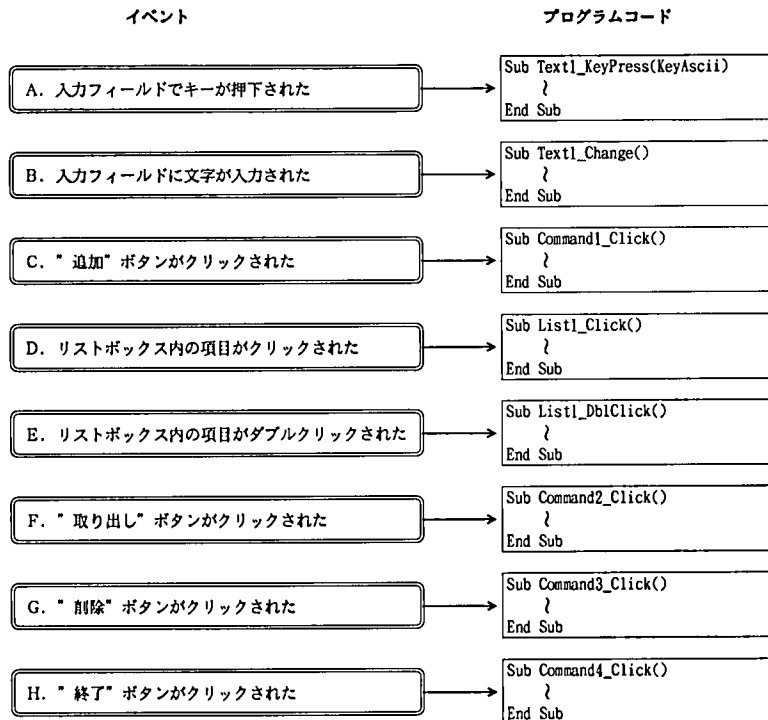 イベント
プログラムコード
A. 入力フィールドでキーが押下された
Sub Text1_KeyPress(KeyAscii)
≀
End Sub
B. 入力フィールドに文字が入力された
Sub Text1_Change()
≀
End Sub
C. ”追加”ボタンがクリックされた
Sub Command1_Click()
≀
End Sub
D. リストボックス内の項目がクリックされた
Sub List1_Click()
≀
End Sub
E. リストボックス内の項目がダブルクリックされた
Sub List1_DblClick()
≀
End Sub
F. ”取り出し”ボタンがクリックされた
Sub Command2_Click()
≀
End Sub
G. ”削除”ボタンがクリックされた
Sub Command3_Click()
≀
End Sub
H. ”終了”ボタンがクリックされた
Sub Command4_Click()
≀
End Sub